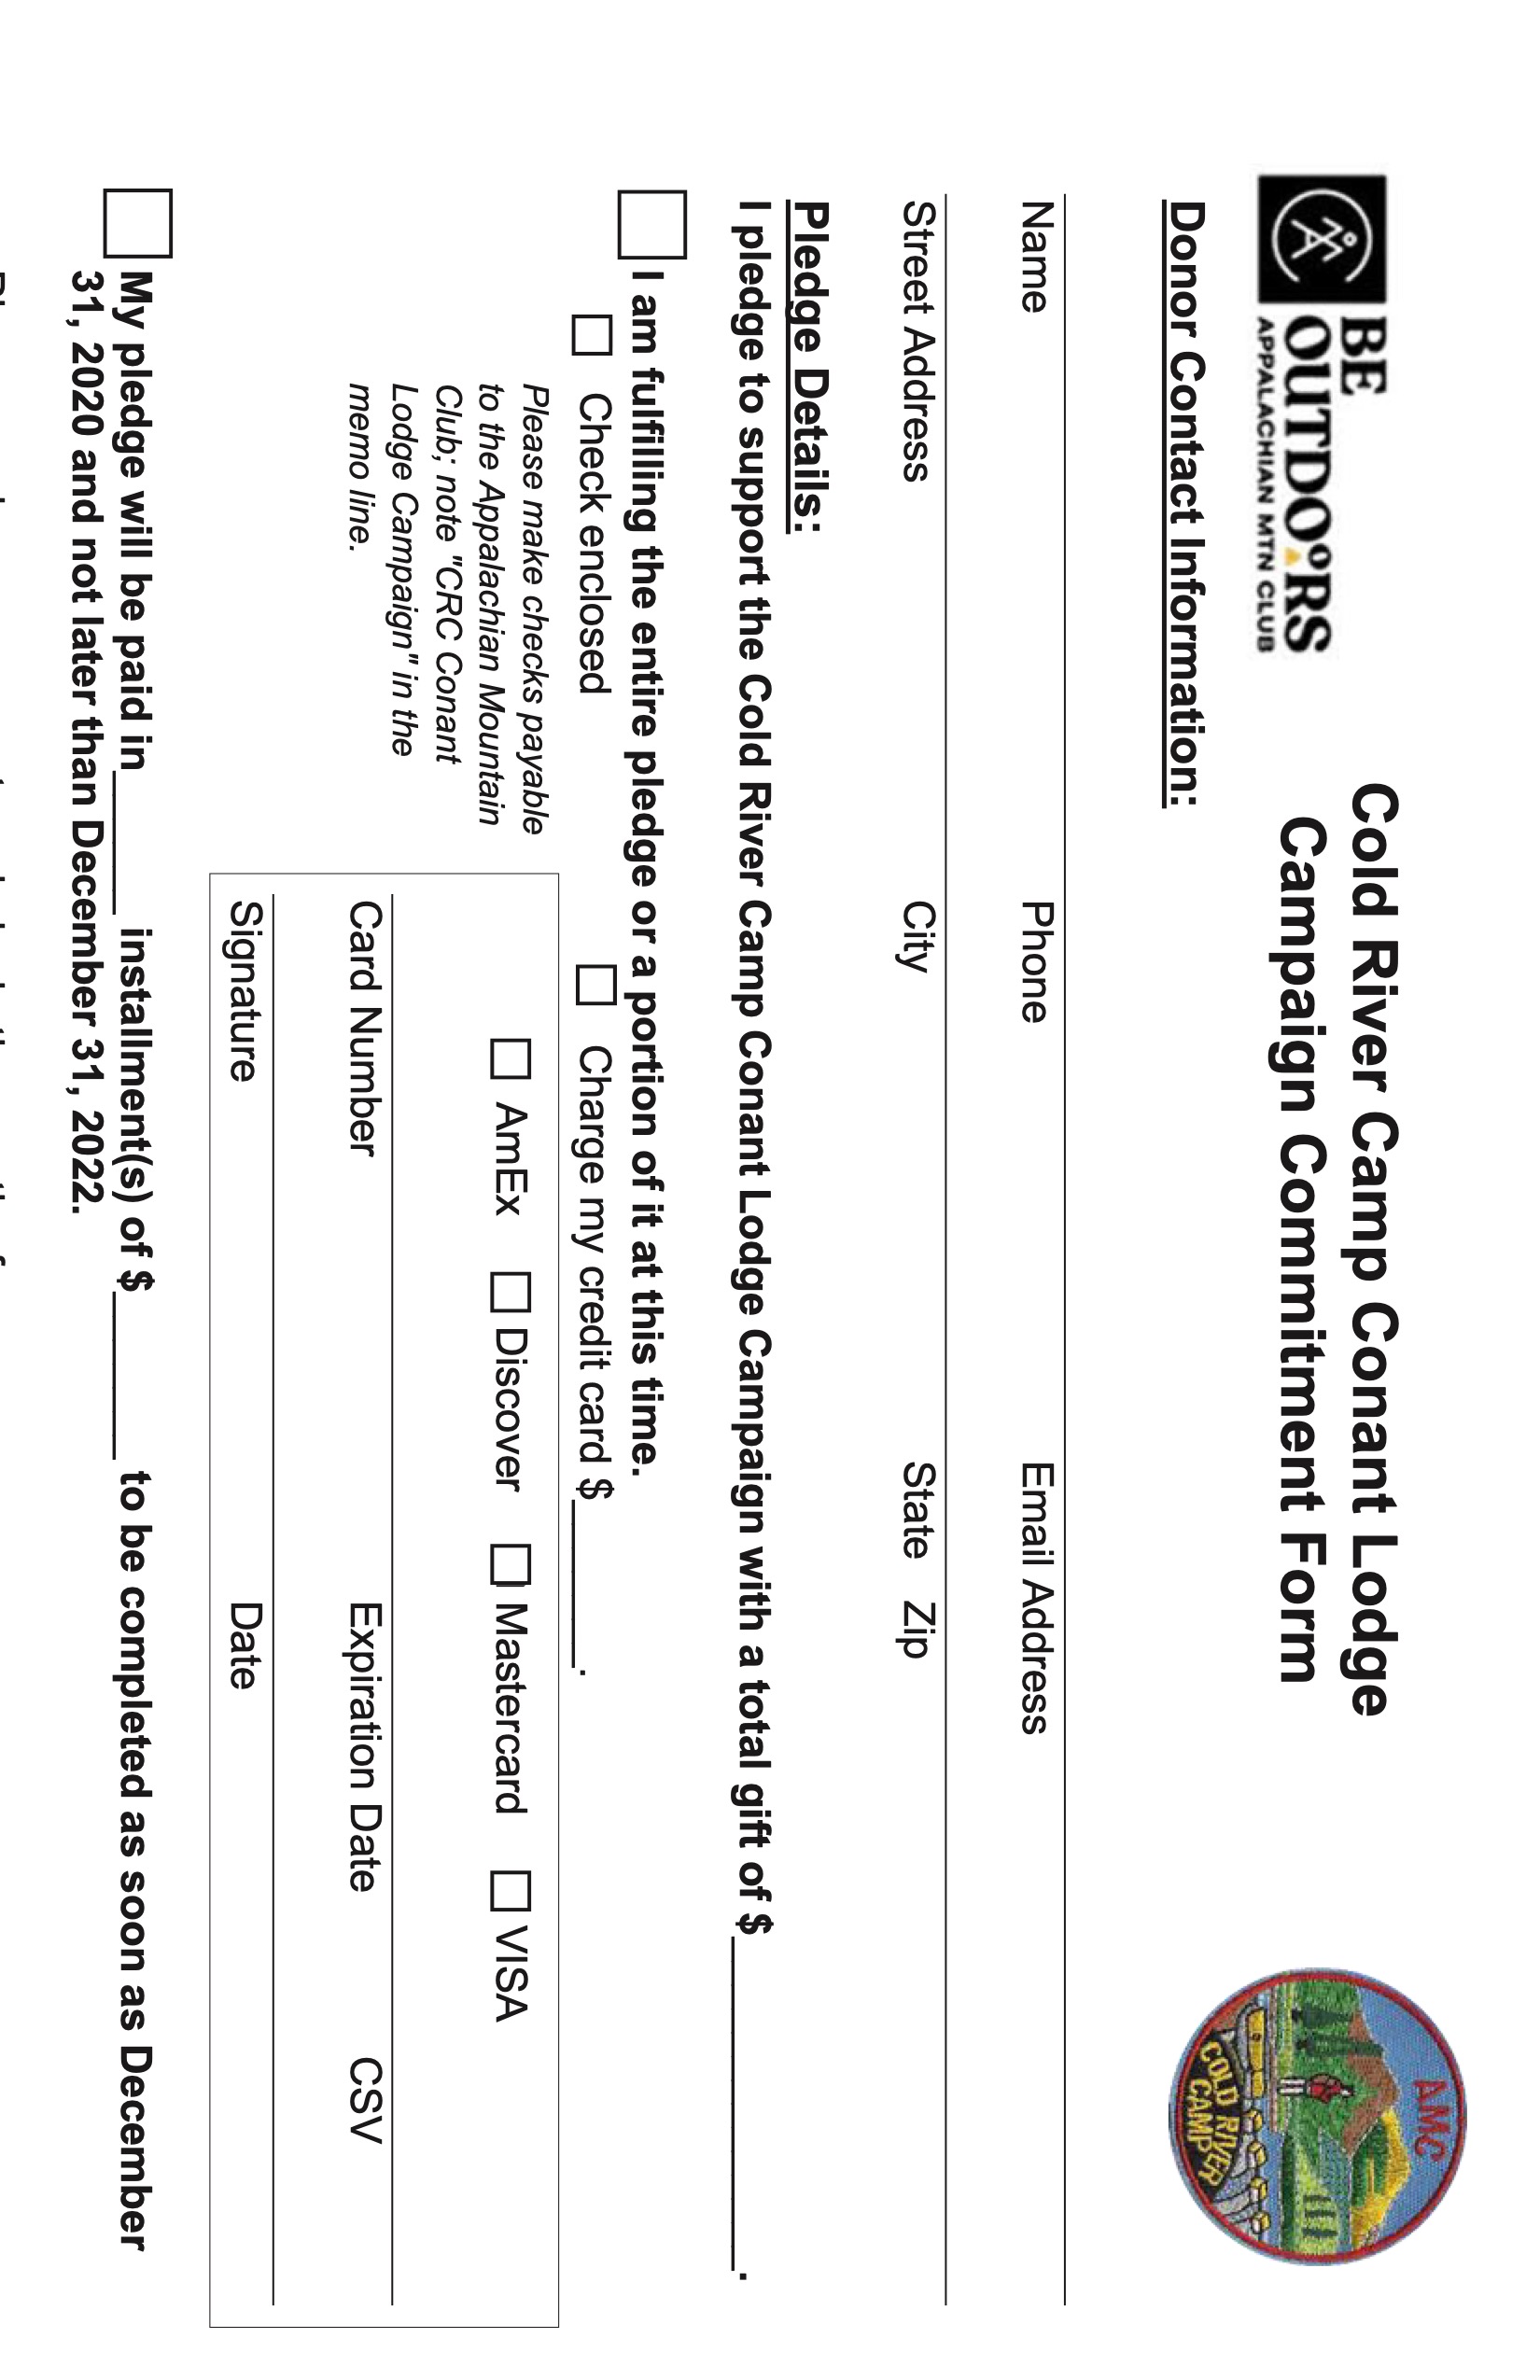 BE
OUTDOORS
APPALACHIAN MTN CLUB
Cold River Camp Conant Lodge
Campaign Commitment Form
AMC
COLD RIVER
CAMP
Donor Contact Information:
Name Phone Email Address
Street Address City State Zip
Pledge Details:
I pledge to support the Cold River Camp Conant Lodge Campaign with a total gift of $______________.
I am fulfilling the entire pledge or a portion of it at this time.
Check enclosed
Charge my credit card $_______.
Please make checks payable
to the Appalachian Mountain
Club; note "CRC Conant
Lodge Campaign" in the
memo line.
AmEx Discover Mastercard VISA
Card Number Expiration Date CSV
Signature Date
My pledge will be paid in______ installment(s) of $_______ to be completed as soon as December
31, 2020 and not later than December 31, 2022.